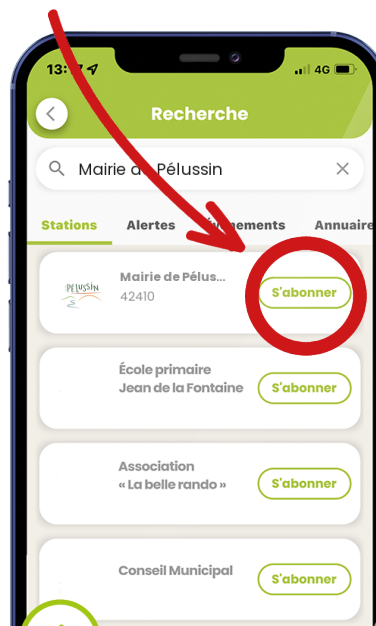 4G
Recherche
Mairie de Pélussin
Stations Alertes Événements Annuaire
PÉLUSSIN
Mairie de Pélus...
42410
S'abonner
École primaire
Jean de la Fontaine
S'abonner
Association
« La belle rando »
S'abonner
Conseil Municipal
S'abonner